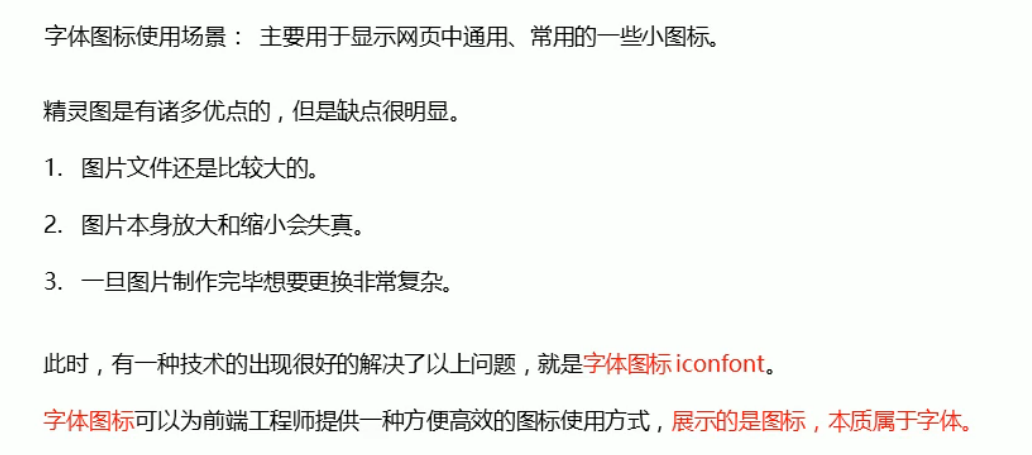 字体图标使用场景： 主要用于显示网页中通用、常用的一些小图标。
精灵图是有诸多优点的，但是缺点很明显。
1. 图片文件还是比较大的。
2. 图片本身放大和缩小会失真。
3. 一旦图片制作完毕想要更换非常复杂。
此时，有一种技术的出现很好的解决了以上问题，就是字体图标 iconfont。
字体图标可以为前端工程师提供一种方便高效的图标使用方式，展示的是图标，本质属于字体。